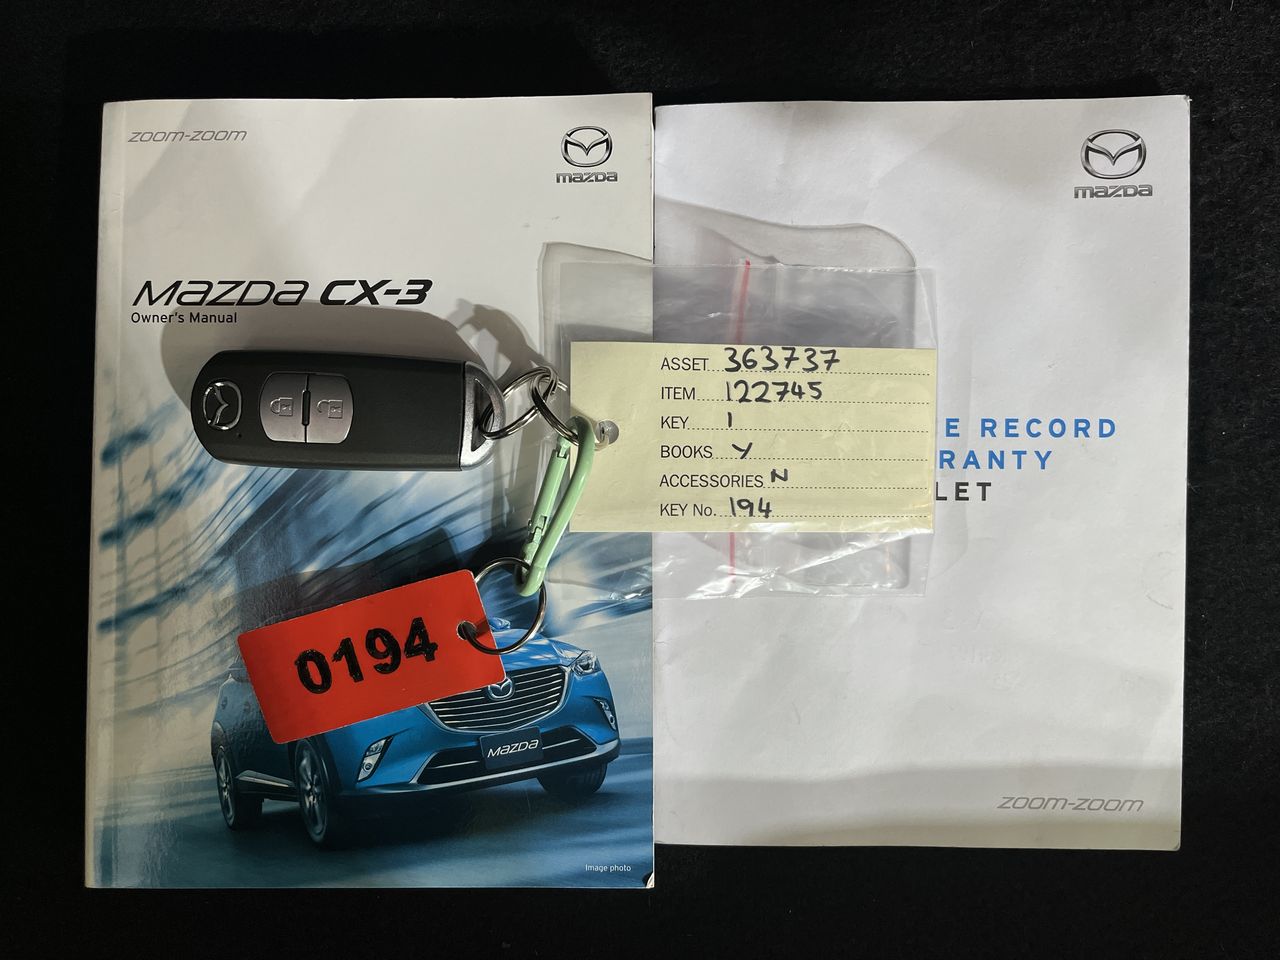 zoom-zoom
mazda
MAZDA CX-3
Owner's Manual
0194
MAZDA
Image photo
ASSET 363737
ITEM 122745
KEY 1
BOOKS Y
ACCESSORIES N
KEY No. 194
mazda
E RECORD
RANTY
LET
zoom-zoom